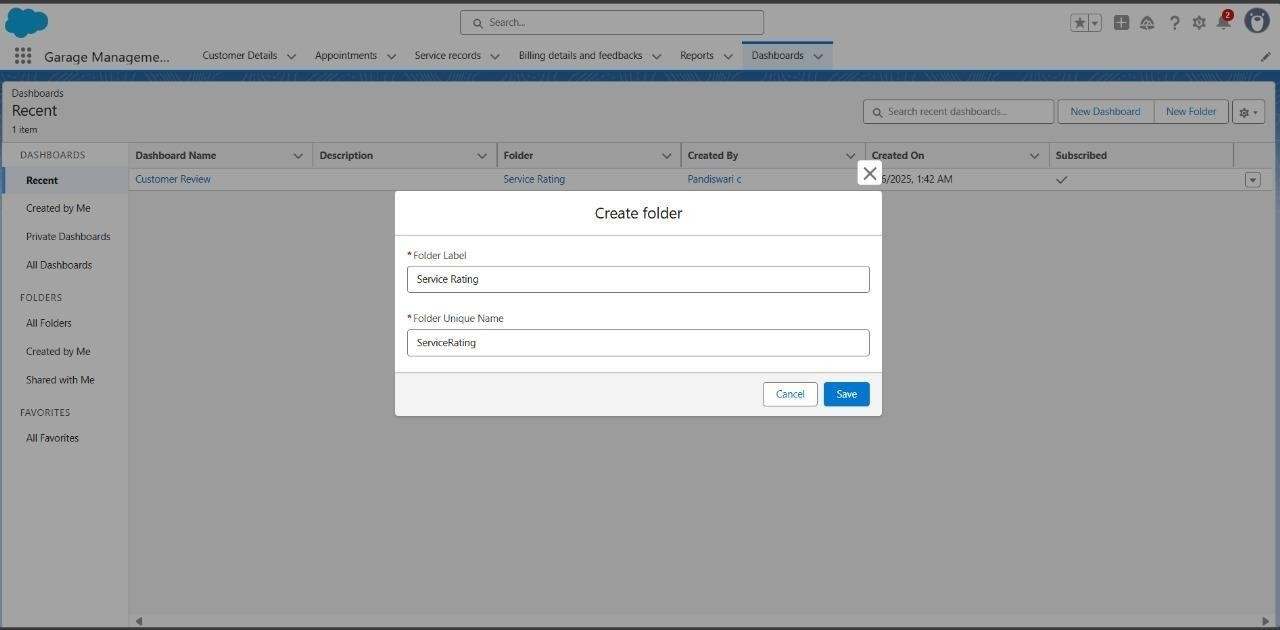 Search...
2
Garage Manageme...
Customer Details
Appointments
Service records
Billing details and feedbacks
Reports
Dashboards
Dashboards
Recent
1 item
Search recent dashboards...
New Dashboard
New Folder
DASHBOARDS
Recent
Created by Me
Private Dashboards
All Dashboards
FOLDERS
All Folders
Created by Me
Shared with Me
FAVORITES
All Favorites
Dashboard Name
Description
Folder
Created By
Created On
Subscribed
Customer Review
Service Rating
Pandiswari c
6/2025, 1:42 AM
Create folder
*Folder Label
Service Rating
*Folder Unique Name
ServiceRating
Cancel
Save